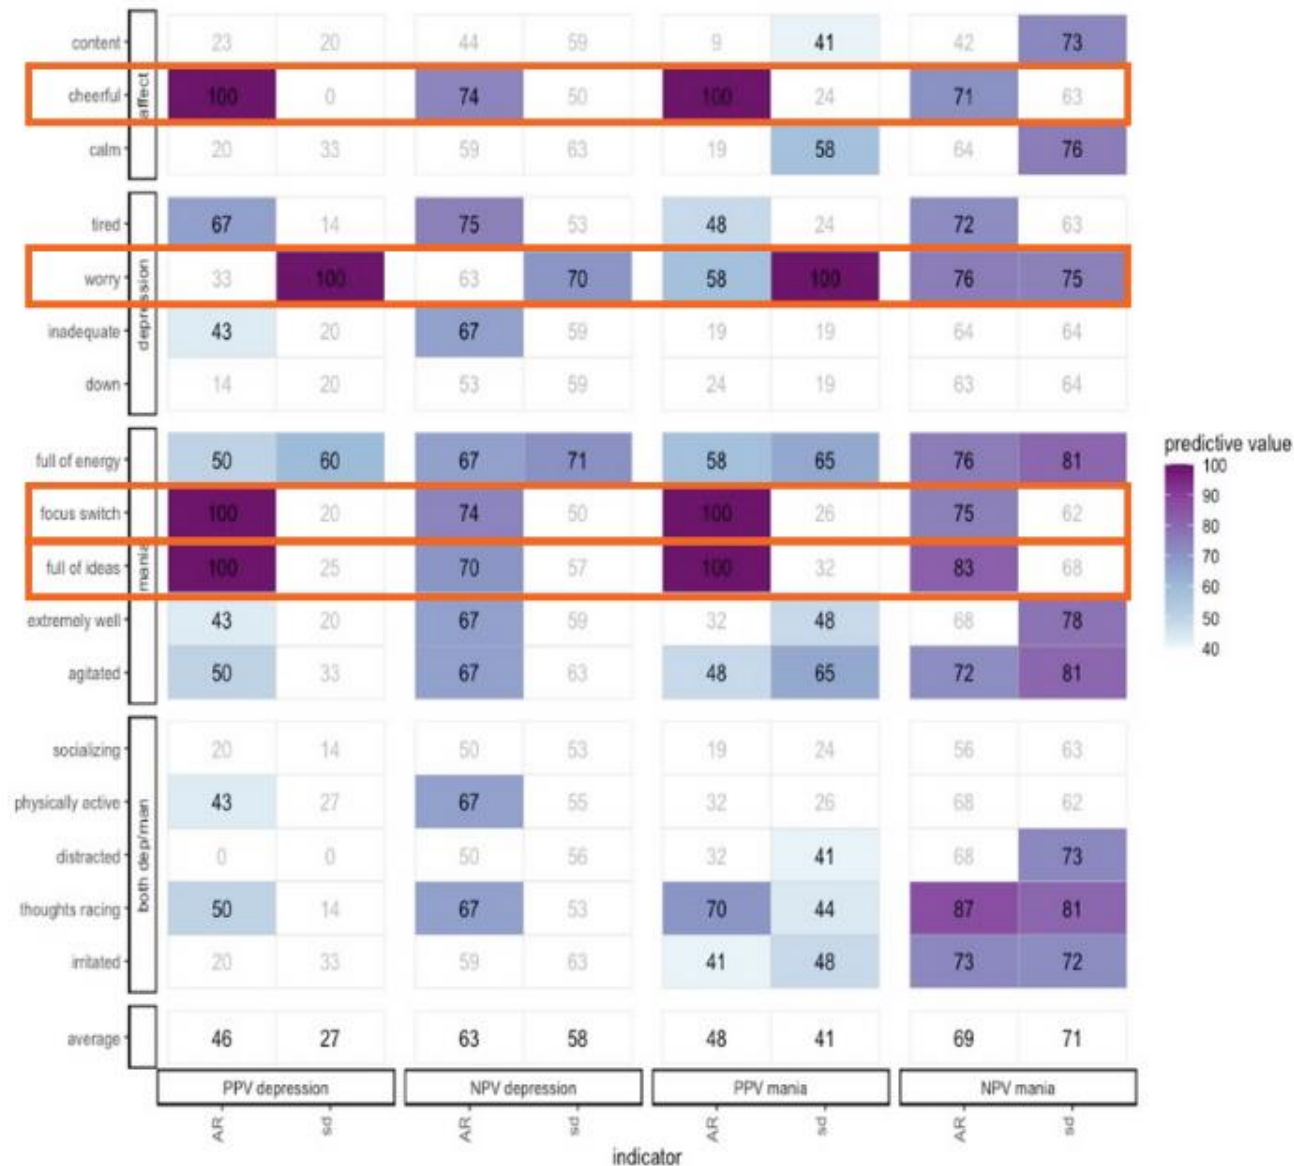 content 23 20 44 59 9 41 42 73
cheerful 100 0 74 50 100 24 71 63
calm 20 33 59 63 19 58 64 76
affect
tired 67 14 75 53 48 24 72 63
worry 33 100 63 70 58 100 76 75
inadequate 43 20 67 59 19 19 64 64
down 14 20 53 59 24 19 63 64
depression
full of energy 50 60 67 71 58 65 76 81
focus switch 100 20 74 50 100 26 75 62
full of ideas 100 25 70 57 100 32 83 68
extremely well 43 20 67 59 32 48 68 78
agitated 50 33 67 63 48 65 72 81
mania
socializing 20 14 50 53 19 24 56 63
physically active 43 27 67 55 32 26 68 62
distracted 0 0 50 56 32 41 68 73
thoughts racing 50 14 67 53 70 44 87 81
irritated 20 33 59 63 41 48 73 72
both dep/man
average 46 27 63 58 48 41 69 71
PPV depression NPV depression PPV mania NPV mania
AR sd AR sd AR sd AR sd
indicator
predictive value
100
90
80
70
60
50
40